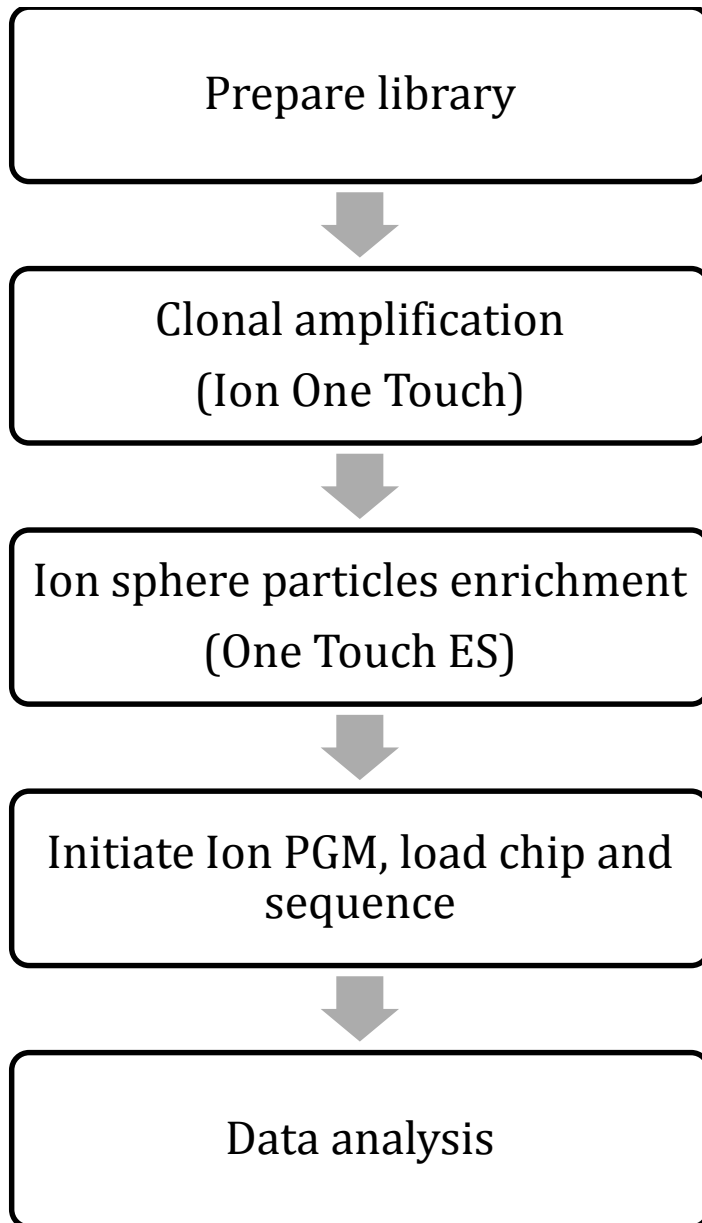 Prepare library
Clonal amplification
(Ion One Touch)
Ion sphere particles enrichment
(One Touch ES)
Initiate Ion PGM, load chip and
sequence
Data analysis